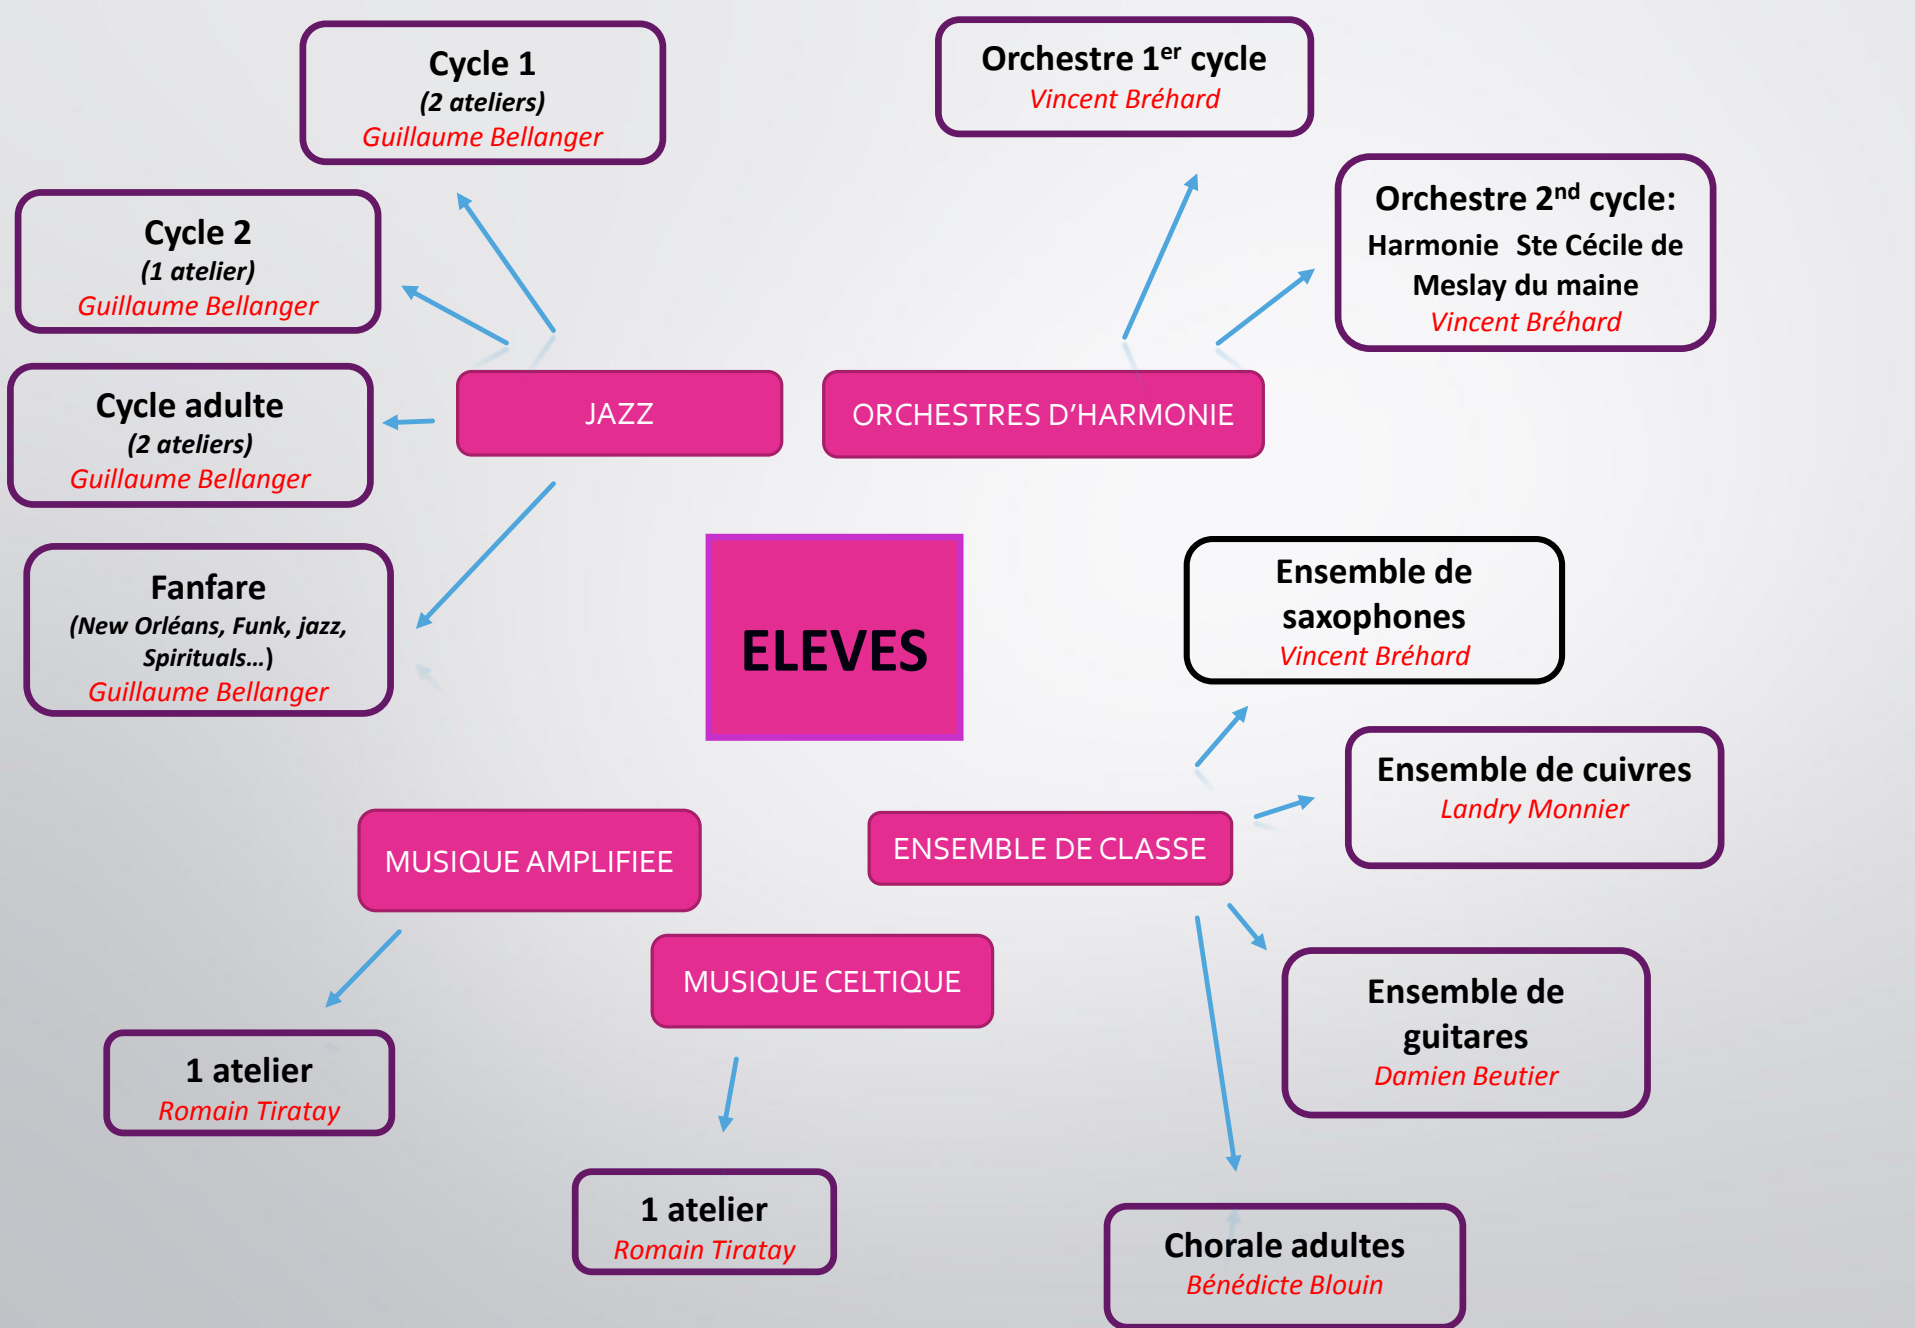 Cycle 1
(2 ateliers)
Guillaume Bellanger
Orchestre 1er cycle
Vincent Bréhard
Cycle 2
(1 atelier)
Guillaume Bellanger
Orchestre 2nd cycle:
Harmonie Ste Cécile de
Meslay du maine
Vincent Bréhard
Cycle adulte
(2 ateliers)
Guillaume Bellanger
JAZZ
ORCHESTRES D'HARMONIE
Fanfare
(New Orléans, Funk, jazz,
Spirituals...)
Guillaume Bellanger
ELEVES
Ensemble de
saxophones
Vincent Bréhard
Ensemble de cuivres
Landry Monnier
MUSIQUE AMPLIFIEE
ENSEMBLE DE CLASSE
MUSIQUE CELTIQUE
Ensemble de
guitares
Damien Beutier
1 atelier
Romain Tiratay
1 atelier
Romain Tiratay
Chorale adultes
Bénédicte Blouin